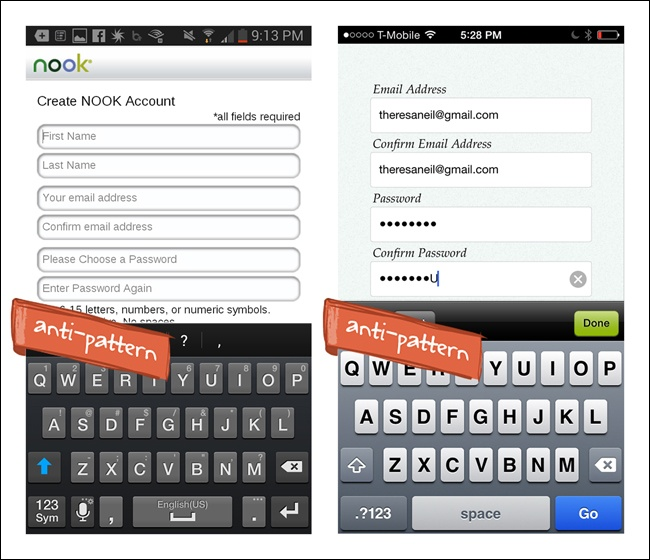 9:13 PM
nook
Create NOOK Account
*all fields required
First Name
Last Name
Your email address
Confirm email address
Please Choose a Password
Enter Password Again
15 letters, numbers, or numeric symbols.
No spaces
anti-pattern
? ,
Q W E R T Y U I O P
A S D F G H J K L
Z X C V B N M
123
Sym
,
English(US)
.
T-Mobile 5:28 PM
Email Address
theresaneil@gmail.com
Confirm Email Address
theresaneil@gmail.com
Password
••••••••
Confirm Password
•••••••U
Done
anti-pattern
Q W E R Y U I O P
A S D F G H J K L
Z X C V B N M
.?123 space Go